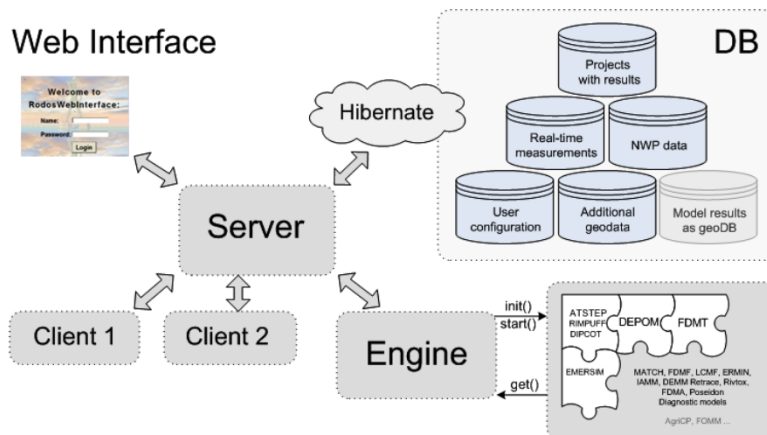 Web Interface
DB
Welcome to
RodosWebInterface:
Name:
Password:
Login
Hibernate
Projects
with results
Real-time
measurements
NWP data
User
configuration
Additional
geodata
Model results
as geoDB
Server
Client 1
Client 2
Engine
init()
start()
get()
ATSTEP
RIMPUFF
DIPCOT
DEPOM
FDMT
EMERSIM
MATCH, FDMF, LCMF, ERMIN,
IAMM, DEMM Retrace, Rivtox,
FDMA, Poseidon
Diagnostic models
AgriCP, FOMM ...